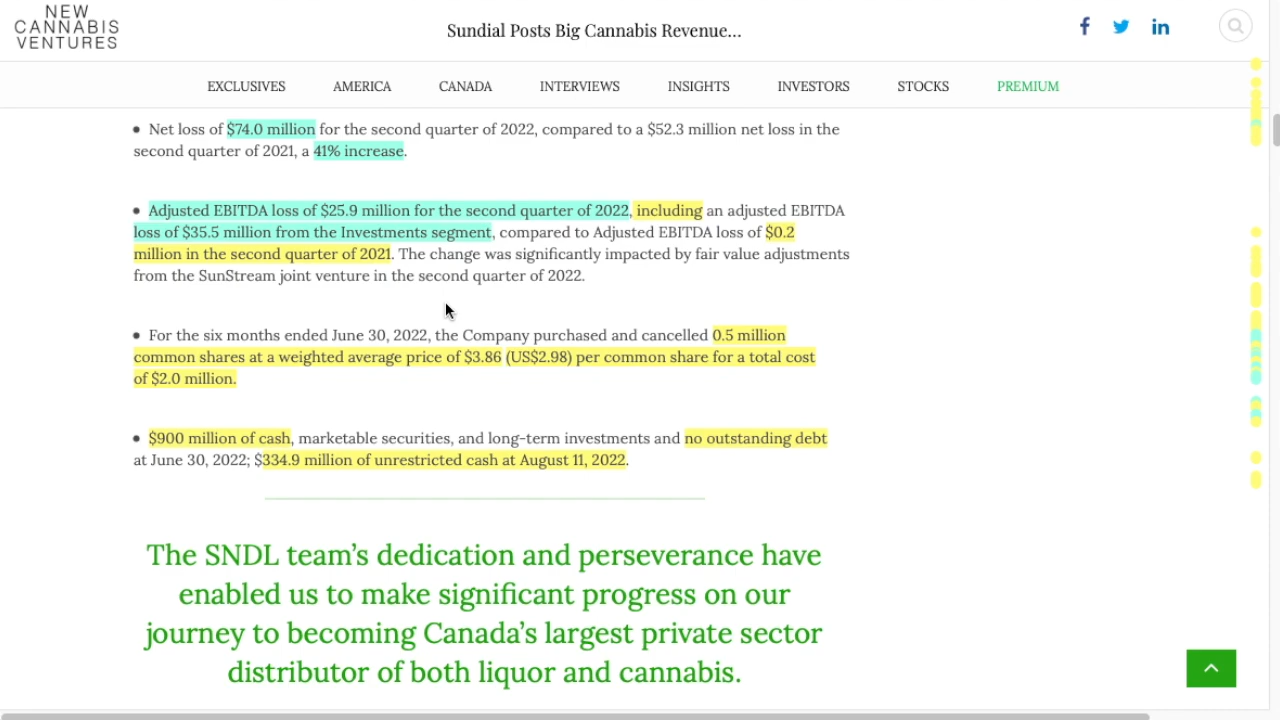 NEW
CANNABIS
VENTURES
Sundial Posts Big Cannabis Revenue...
EXCLUSIVES AMERICA CANADA INTERVIEWS INSIGHTS INVESTORS STOCKS PREMIUM
• Net loss of $74.0 million for the second quarter of 2022, compared to a $52.3 million net loss in the
second quarter of 2021, a 41% increase.
• Adjusted EBITDA loss of $25.9 million for the second quarter of 2022, including an adjusted EBITDA
loss of $35.5 million from the Investments segment, compared to Adjusted EBITDA loss of $0.2
million in the second quarter of 2021. The change was significantly impacted by fair value adjustments
from the SunStream joint venture in the second quarter of 2022.
• For the six months ended June 30, 2022, the Company purchased and cancelled 0.5 million
common shares at a weighted average price of $3.86 (US$2.98) per common share for a total cost
of $2.0 million.
• $900 million of cash, marketable securities, and long-term investments and no outstanding debt
at June 30, 2022; $334.9 million of unrestricted cash at August 11, 2022.
The SNDL team's dedication and perseverance have
enabled us to make significant progress on our
journey to becoming Canada's largest private sector
distributor of both liquor and cannabis.